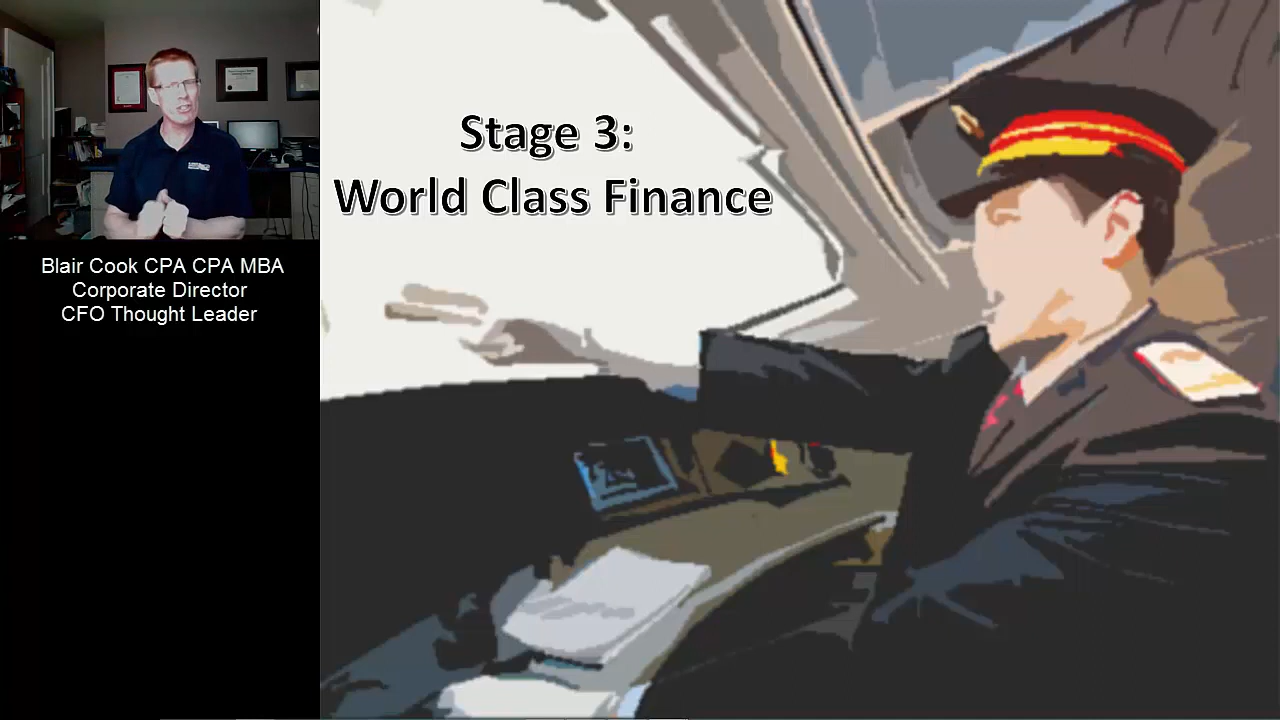 Stage 3:
World Class Finance
Blair Cook CPA CPA MBA
Corporate Director
CFO Thought Leader